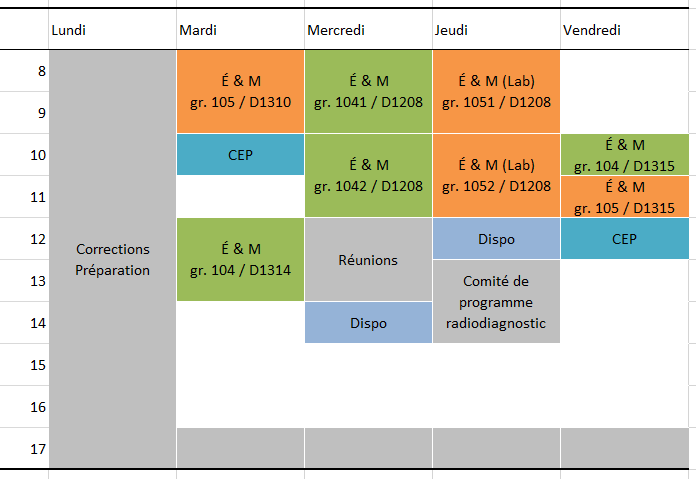 Lundi Mardi Mercredi Jeudi Vendredi
8
É & M
gr. 105 / D1310
É & M
gr. 1041 / D1208
É & M (Lab)
gr. 1051 / D1208
9
10
CEP
É & M
gr. 1042 / D1208
É & M (Lab)
gr. 1052 / D1208
É & M
gr. 104 / D1315
11
É & M
gr. 105 / D1315
12
Corrections
Préparation
É & M
gr. 104 / D1314
Réunions
Dispo
CEP
13
Comité de
programme
radiodiagnostic
14
Dispo
15
16
17